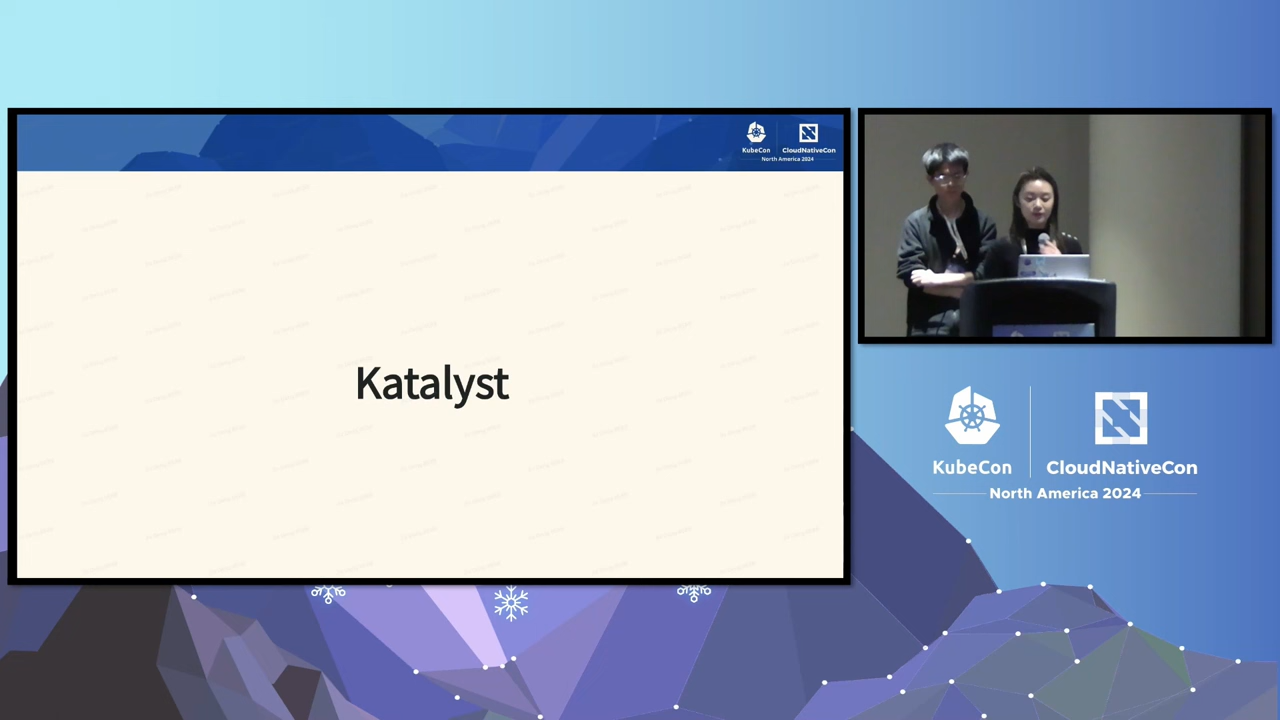 KubeCon
CloudNativeCon
North America 2024
Katalyst
KubeCon
CloudNativeCon
North America 2024